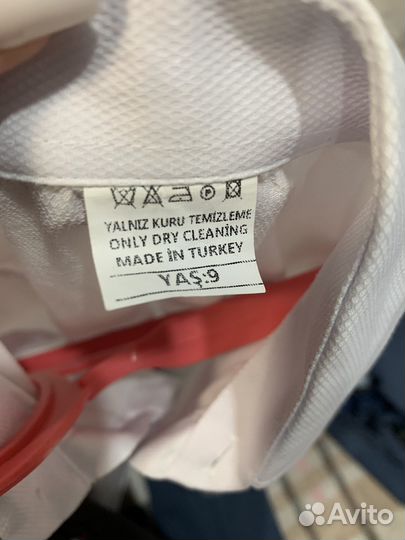 YALNIZ KURU TEMİZLEME
ONLY DRY CLEANING
MADE İN TURKEY
YAŞ:9
Avito